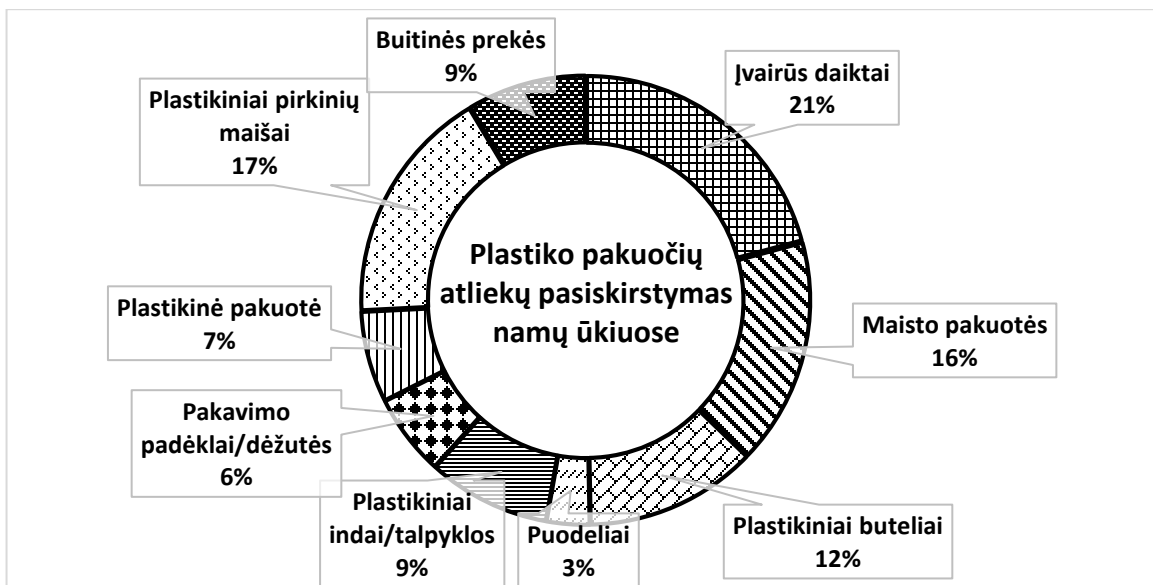 Buitinės prekės
9%
Įvairūs daiktai
21%
Plastikiniai pirkinių
maišai
17%
Plastiko pakuočių
atliekų pasiskirstymas
namų ūkiuose
Plastikinė pakuotė
7%
Maisto pakuotės
16%
Pakavimo
padėklai/dėžutės
6%
Plastikiniai
indai/talpyklos
9%
Puodeliai
3%
Plastikiniai buteliai
12%